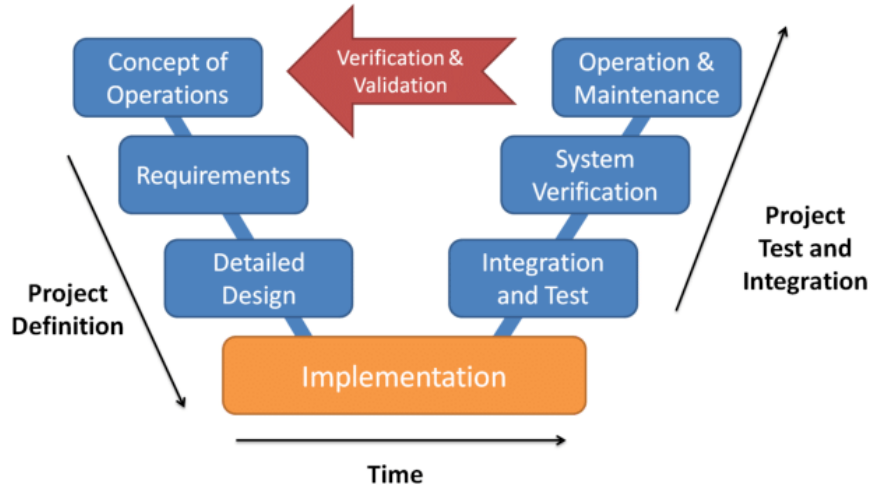 Concept of
Operations
Verification &
Validation
Operation &
Maintenance
Requirements
System
Verification
Project
Test and
Integration
Detailed
Design
Integration
and Test
Project
Definition
Implementation
Time